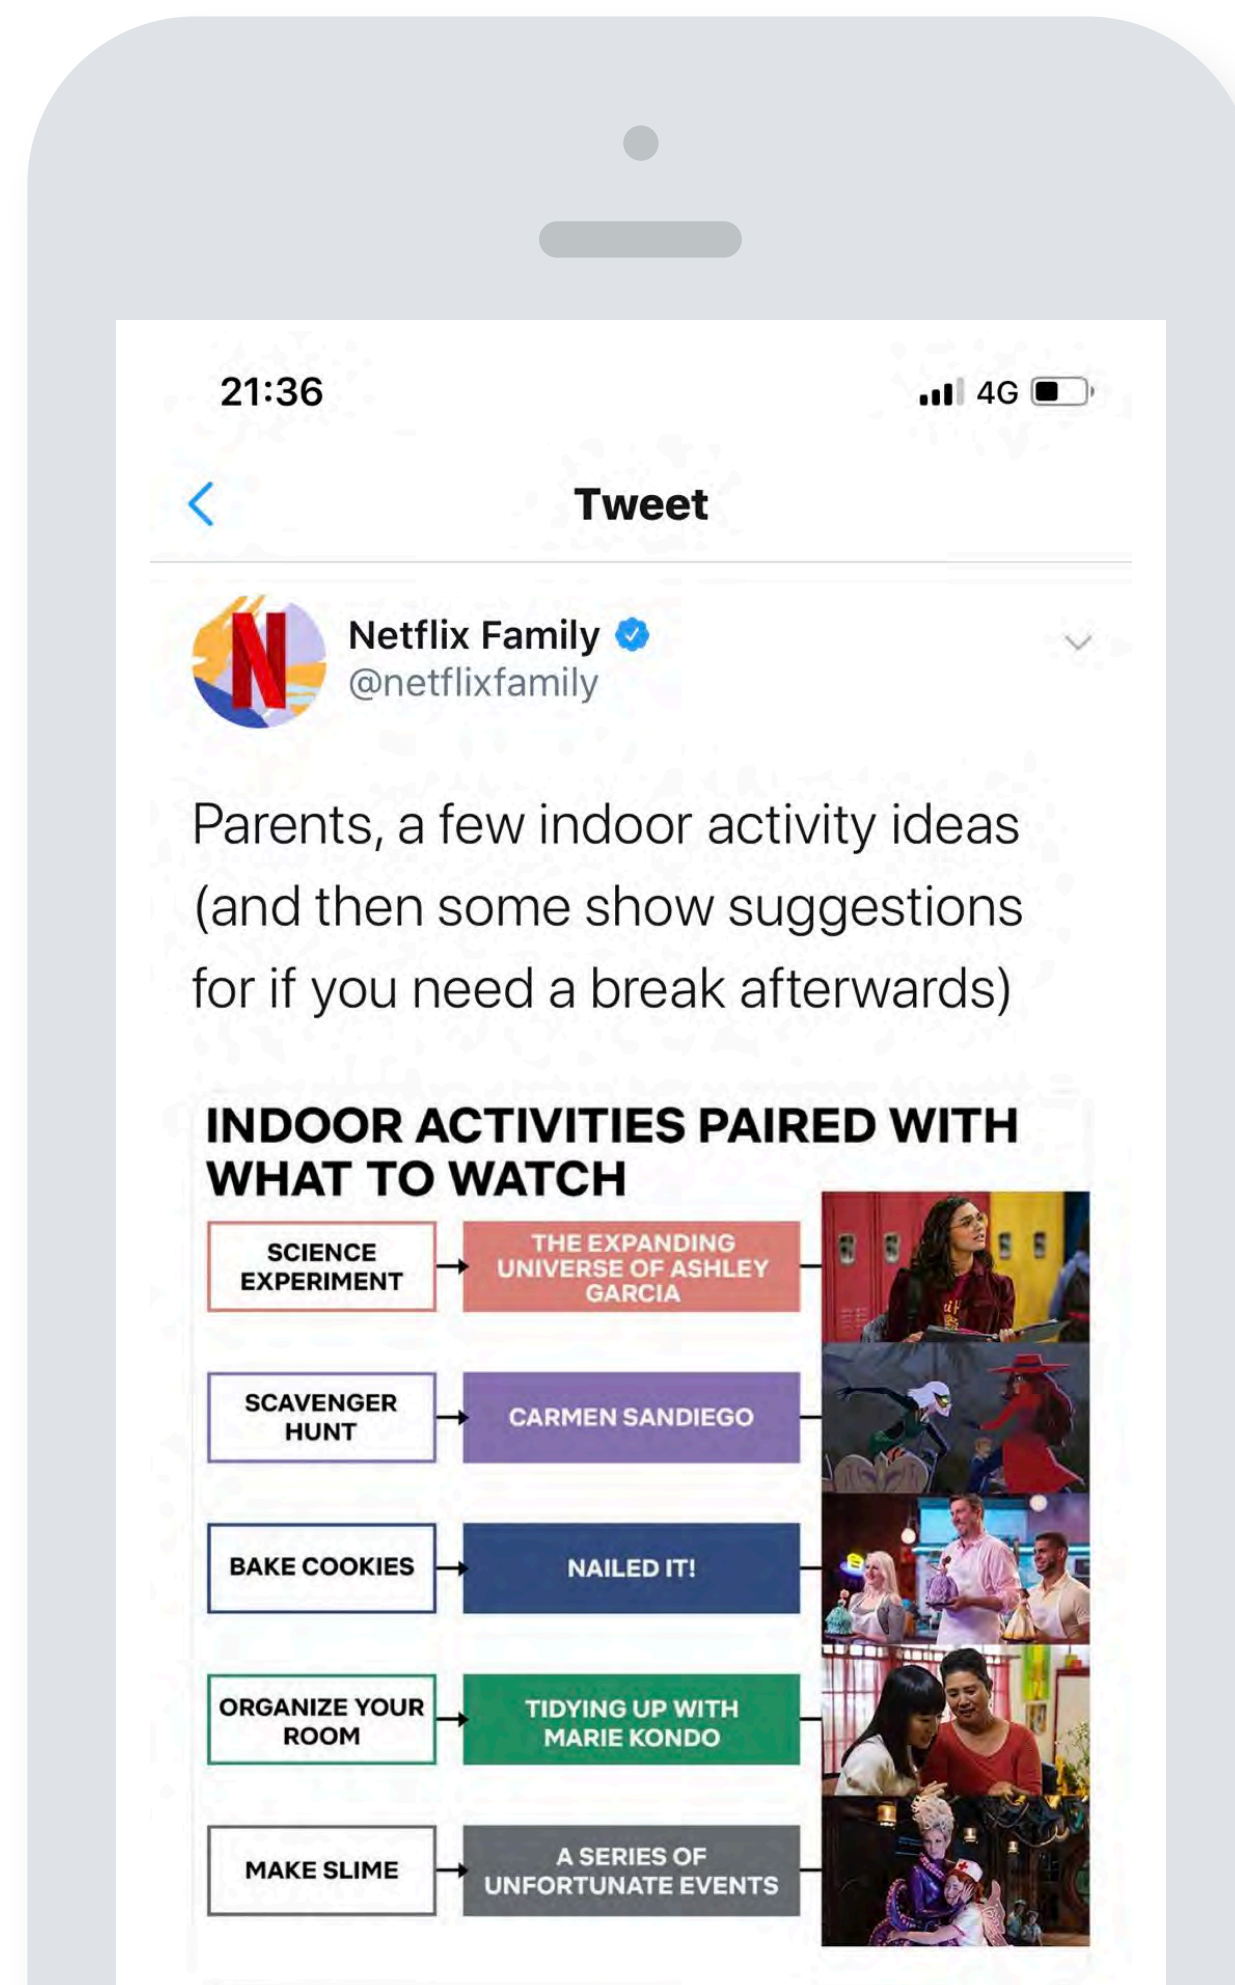 21:36
4G
Tweet
Netflix Family
@netflixfamily
Parents, a few indoor activity ideas
(and then some show suggestions
for if you need a break afterwards)
INDOOR ACTIVITIES PAIRED WITH
WHAT TO WATCH
SCIENCE
EXPERIMENT
THE EXPANDING
UNIVERSE OF ASHLEY
GARCIA
SCAVENGER
HUNT
CARMEN SANDIEGO
BAKE COOKIES
NAILED IT!
ORGANIZE YOUR
ROOM
TIDYING UP WITH
MARIE KONDO
MAKE SLIME
A SERIES OF
UNFORTUNATE EVENTS